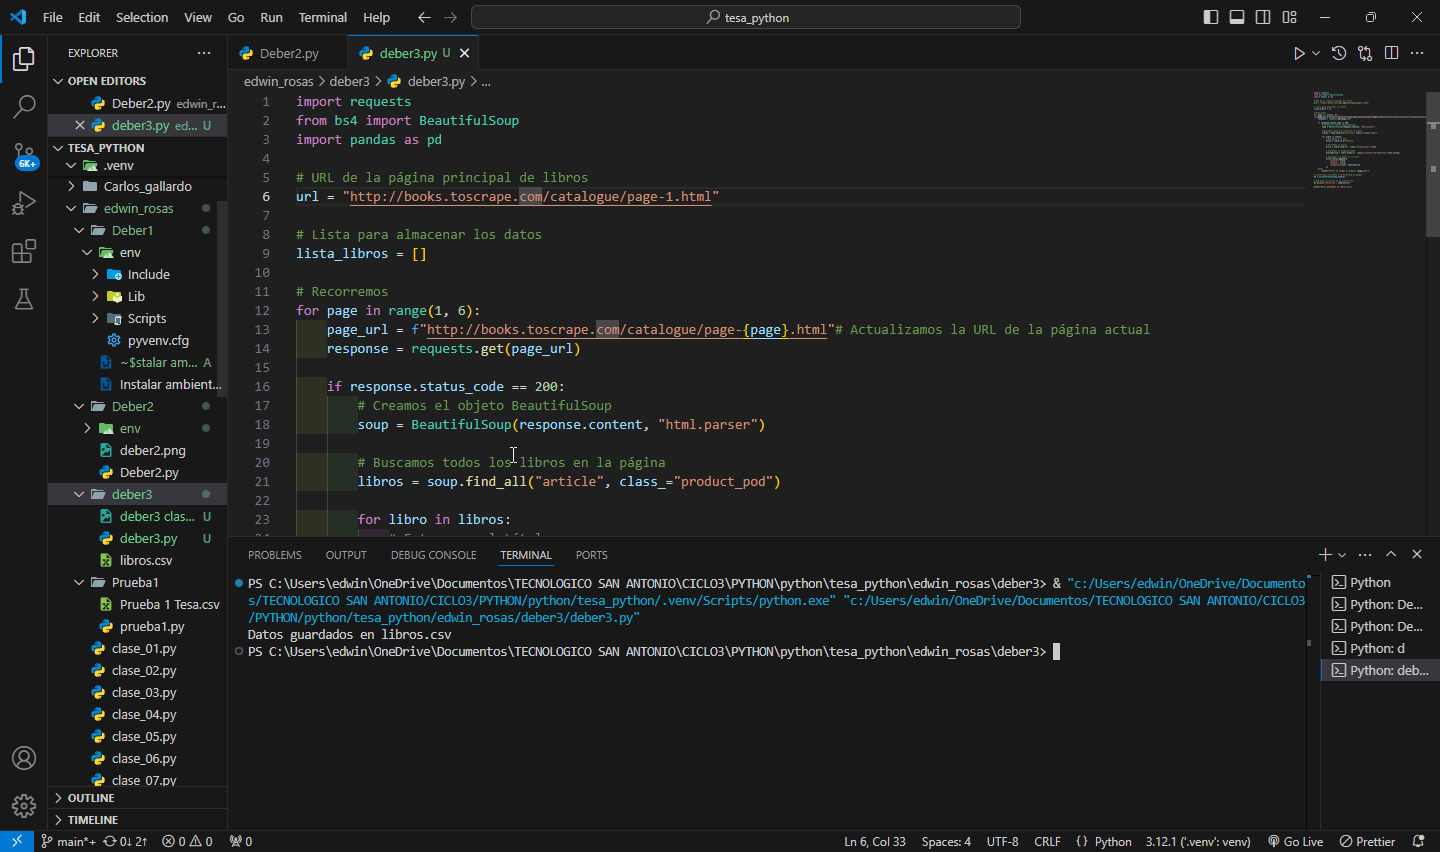 File Edit Selection View Go Run Terminal Help
tesa_python
EXPLORER
OPEN EDITORS
Deber2.py edwin_r...
deber3.py ed... U
TESA_PYTHON
.venv
Carlos_gallardo
edwin_rosas
Deber1
env
Include
Lib
Scripts
pyvenv.cfg
~$stalar am... A
Instalar ambient...
Deber2
env
deber2.png
Deber2.py
deber3
deber3 clas... U
deber3.py U
libros.csv
Prueba1
Prueba 1 Tesa.csv
prueba1.py
clase_01.py
clase_02.py
clase_03.py
clase_04.py
clase_05.py
clase_06.py
clase_07.py
OUTLINE
TIMELINE
6K+
Deber2.py
deber3.py U
edwin_rosas > deber3 > deber3.py > ...
1 import requests
2 from bs4 import BeautifulSoup
3 import pandas as pd
4
5 # URL de la página principal de libros
6 url = "http://books.toscrape.com/catalogue/page-1.html"
7
8 # Lista para almacenar los datos
9 lista_libros = []
10
11 # Recorremos
12 for page in range(1, 6):
13 page_url = f"http://books.toscrape.com/catalogue/page-{page}.html"# Actualizamos la URL de la página actual
14 response = requests.get(page_url)
15
16 if response.status_code == 200:
17 # Creamos el objeto BeautifulSoup
18 soup = BeautifulSoup(response.content, "html.parser")
19
20 # Buscamos todos los libros en la página
21 libros = soup.find_all("article", class_="product_pod")
22
23 for libro in libros:
PROBLEMS OUTPUT DEBUG CONSOLE TERMINAL PORTS
PS C:\Users\edwin\OneDrive\Documentos\TECNOLOGICO SAN ANTONIO\CICLO3\PYTHON\python\tesa_python\edwin_rosas\deber3> & "c:/Users/edwin/OneDrive/Documento
s/TECNOLOGICO SAN ANTONIO/CICLO3/PYTHON/python/tesa_python/.venv/Scripts/python.exe" "c:/Users/edwin/OneDrive/Documentos/TECNOLOGICO SAN ANTONIO/CICLO3
/PYTHON/python/tesa_python/edwin_rosas/deber3/deber3.py"
Datos guardados en libros.csv
PS C:\Users\edwin\OneDrive\Documentos\TECNOLOGICO SAN ANTONIO\CICLO3\PYTHON\python\tesa_python\edwin_rosas\deber3>
Python
Python: De...
Python: De...
Python: d
Python: deb...
main*+ 0↓ 2↑ 0 0 0
Ln 6, Col 33 Spaces: 4 UTF-8 CRLF { } Python 3.12.1 ('.venv': venv) Go Live Prettier